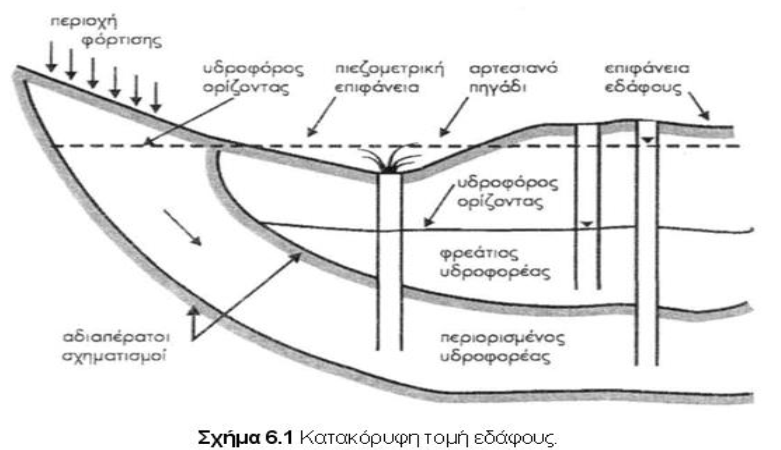 περιοχή
φόρτισης
υδροφόρος
ορίζοντας
πιεζομετρική
επιφάνεια
αρτεσιανό
πηγάδι
επιφάνεια
εδάφους
υδροφόρος
ορίζοντας
φρεάτιος
υδροφορέας
αδιαπέρατοι
σχηματισμοί
περιορισμένος
υδροφορέας
Σχήμα 6.1 Κατακόρυφη τομή εδάφους.